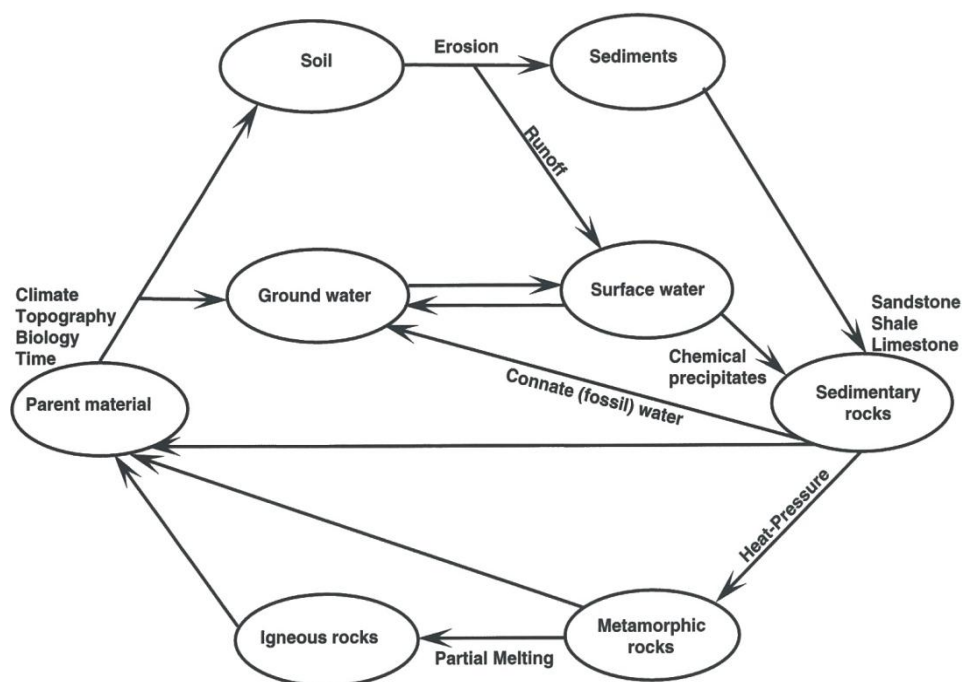 Soil
Erosion
Sediments
Runoff
Ground water
Surface water
Climate
Topography
Biology
Time
Sandstone
Shale
Limestone
Chemical
precipitates
Connate (fossil) water
Parent material
Sedimentary
rocks
Heat-Pressure
Igneous rocks
Partial Melting
Metamorphic
rocks